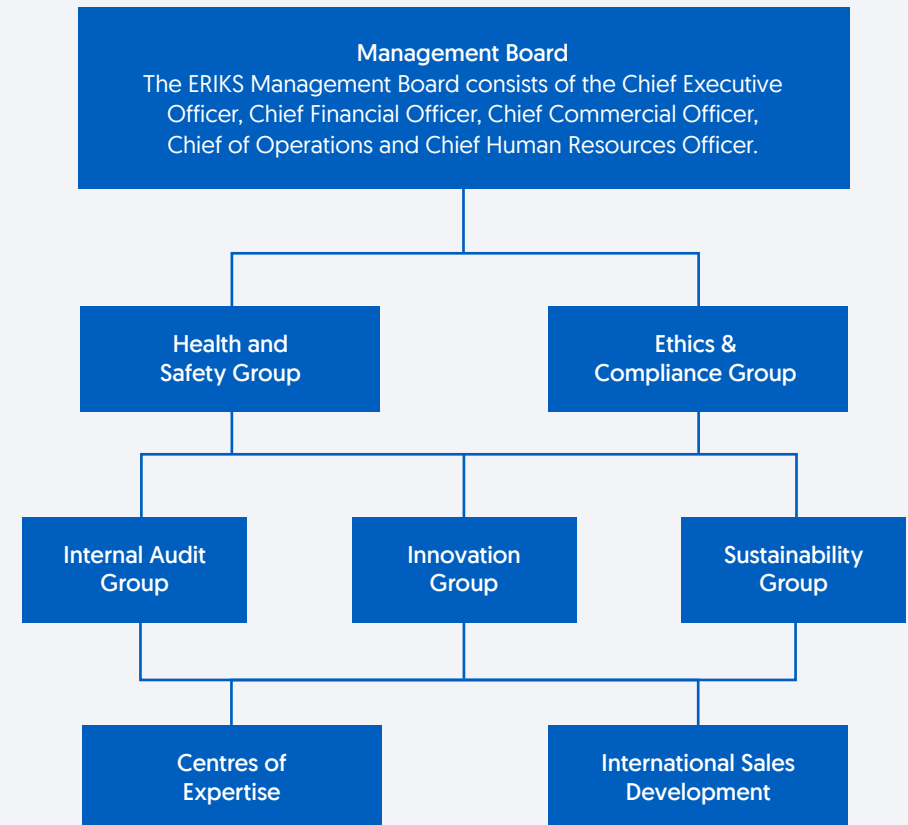 Management Board
The ERIKS Management Board consists of the Chief Executive
Officer, Chief Financial Officer, Chief Commercial Officer,
Chief of Operations and Chief Human Resources Officer.
Health and
Safety Group
Ethics &
Compliance Group
Internal Audit
Group
Innovation
Group
Sustainability
Group
Centres of
Expertise
International Sales
Development